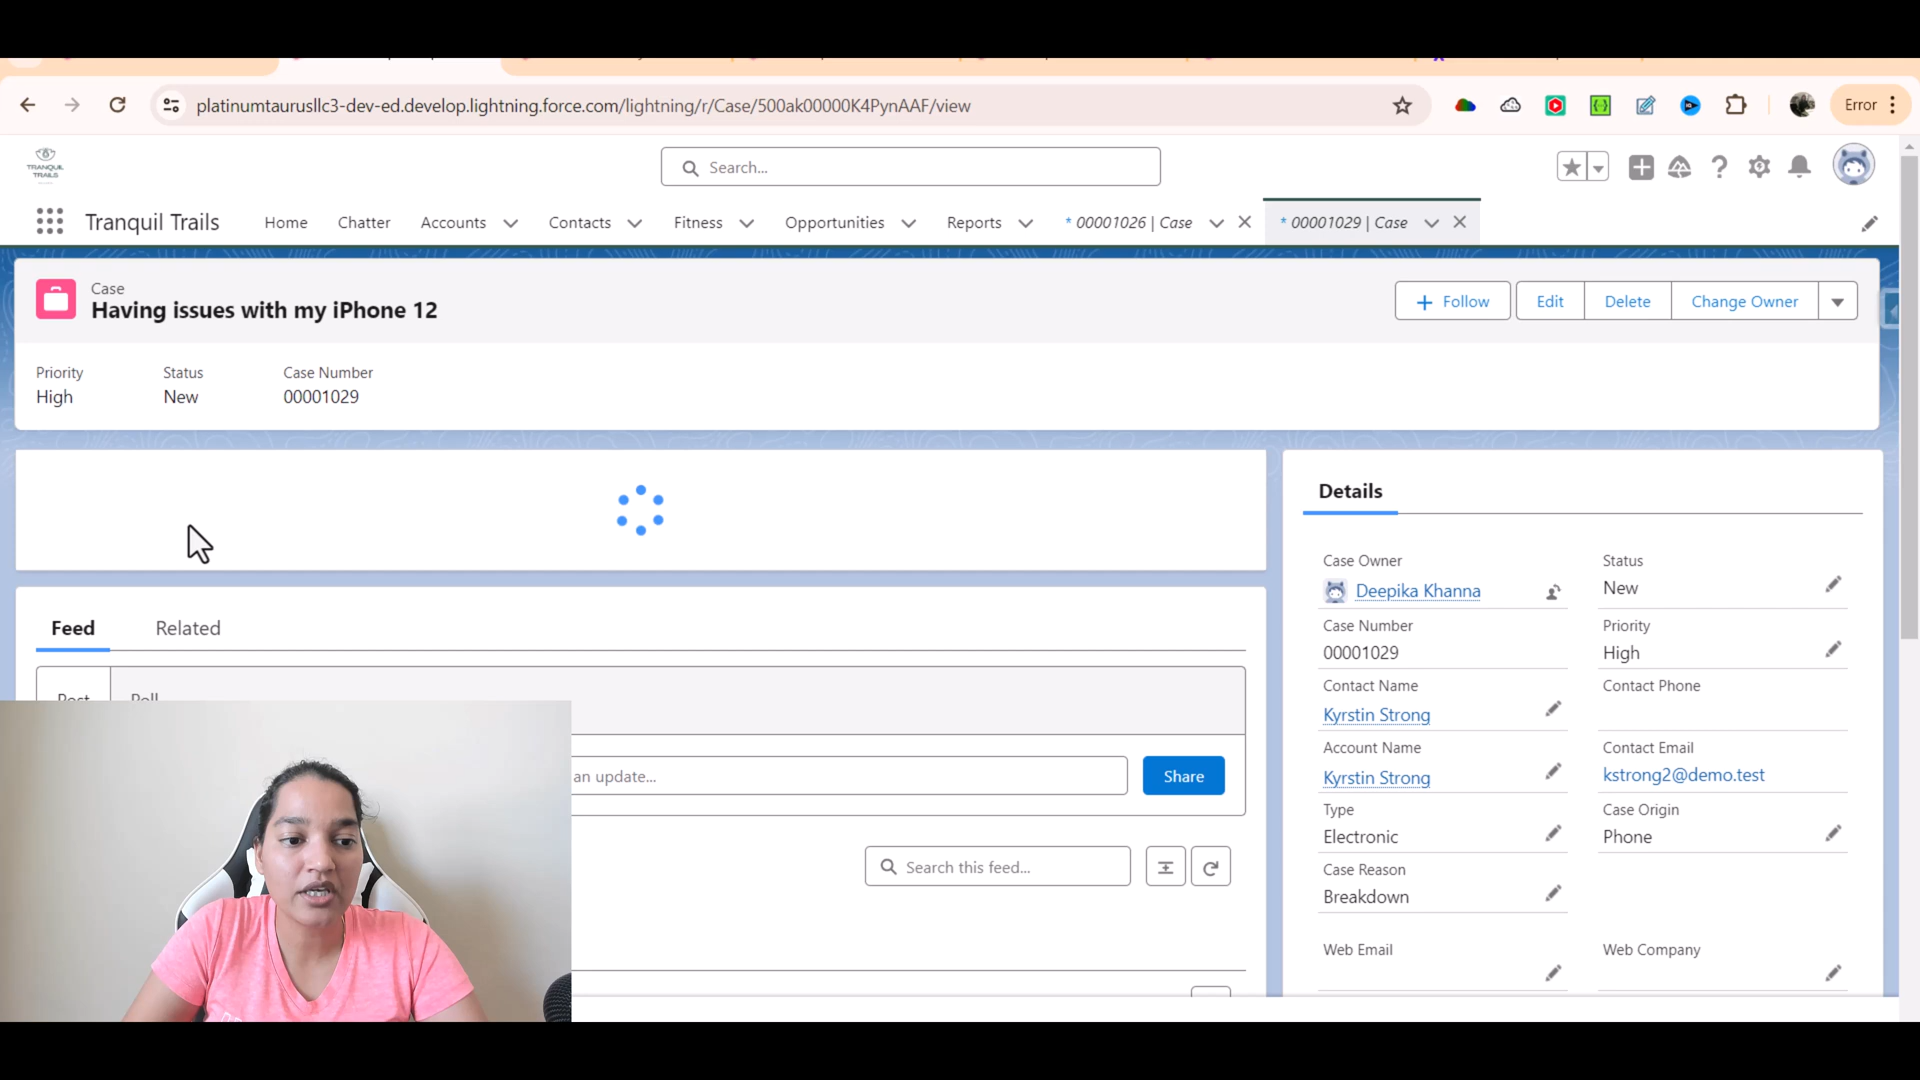 platinumtaurusllc3-dev-ed.develop.lightning.force.com/lightning/r/Case/500ak00000K4PynAAF/view
Error
TRANQUIL
TRAILS
Search...
Tranquil Trails
Home
Chatter
Accounts
Contacts
Fitness
Opportunities
Reports
* 00001026 | Case
* 00001029 | Case
Case
Having issues with my iPhone 12
Follow
Edit
Delete
Change Owner
Priority
Status
Case Number
High
New
00001029
Feed
Related
Post
Poll
an update...
Share
Search this feed...
Details
Case Owner
Deepika Khanna
Status
New
Case Number
00001029
Priority
High
Contact Name
Kyrstin Strong
Contact Phone
Account Name
Kyrstin Strong
Contact Email
kstrong2@demo.test
Type
Electronic
Case Origin
Phone
Case Reason
Breakdown
Web Email
Web Company